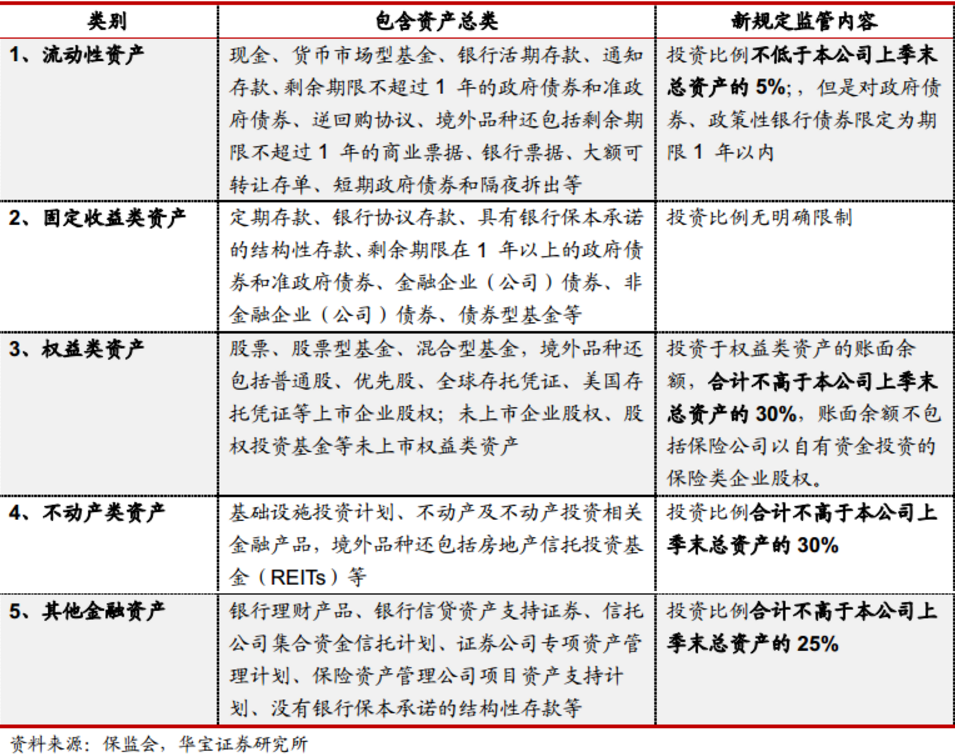 类别 包含资产总类 新规定监管内容
1、流动性资产
现金、货币市场型基金、银行活期存款、通知
存款、剩余期限不超过 1 年的政府债券和准政
府债券、逆回购协议、境外品种还包括剩余期
限不超过 1 年的商业票据、银行票据、大额可
转让存单、短期政府债券和隔夜拆出等
投资比例不低于本公司上季末
总资产的 5%;，但是对政府债
券、政策性银行债券限定为期
限 1 年以内
2、固定收益类资产
定期存款、银行协议存款、具有银行保本承诺
的结构性存款、剩余期限在 1 年以上的政府债
券和准政府债券、金融企业（公司）债券、非
金融企业（公司）债券、债券型基金等
投资比例无明确限制
3、权益类资产
股票、股票型基金、混合型基金，境外品种还
包括普通股、优先股、全球存托凭证、美国存
托凭证等上市企业股权；未上市企业股权、股
权投资基金等未上市权益类资产
投资于权益类资产的账面余
额，合计不高于本公司上季末
总资产的 30%，账面余额不包
括保险公司以自有资金投资的
保险类企业股权。
4、不动产类资产
基础设施投资计划、不动产及不动产投资相关
金融产品，境外品种还包括房地产信托投资基
金（REITs）等
投资比例合计不高于本公司上
季末总资产的 30%
5、其他金融资产
银行理财产品、银行信贷资产支持证券、信托
公司集合资金信托计划、证券公司专项资产管
理计划、保险资产管理公司项目资产支持计
划、没有银行保本承诺的结构性存款等
投资比例合计不高于本公司上
季末总资产的 25%
资料来源：保监会，华宝证券研究所